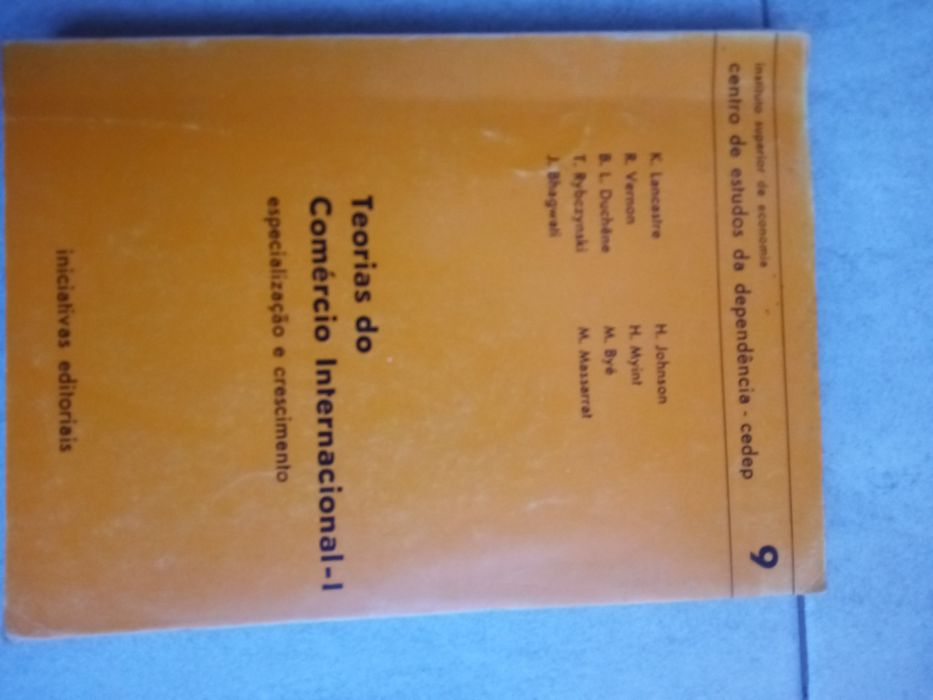 instituto superior de economia
centro de estudos da dependência - cedep
9
K. Lancastre
R. Vernon
B. L. Duchêne
T. Rybczynski
J. Bhagwati
H. Johnson
H. Myint
M. Byé
M. Massarrat
Teorias do
Comércio Internacional-I
especialização e crescimento
iniciativas editoriais